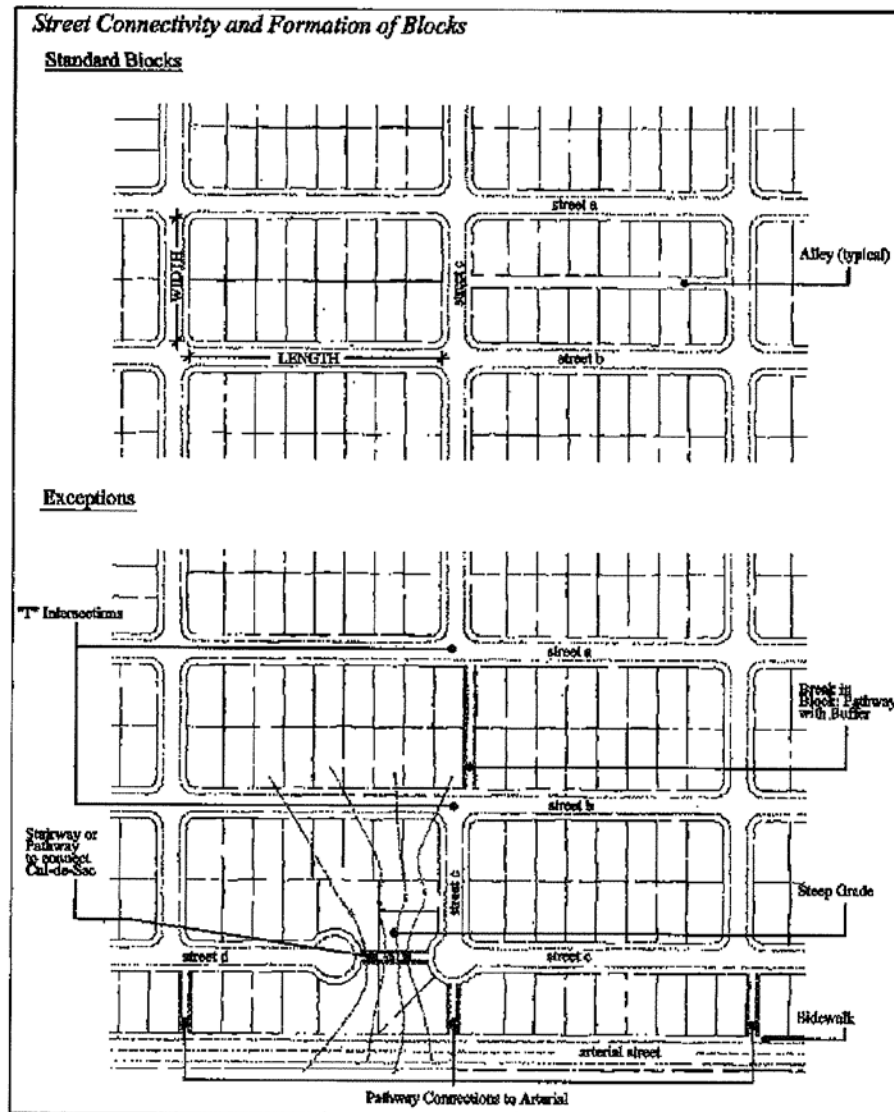 Street Connectivity and Formation of Blocks
Standard Blocks
street a
WIDTH
street c
Alley (typical)
LENGTH
street b
Exceptions
"T" Intersections
street a
Break in
Block: Pathway
with Buffer
street b
Stairway or
Pathway
to connect
Cul-de-Sac
street c
Steep Grade
street d
street c
Sidewalk
arterial street
Pathway Connections to Arterial